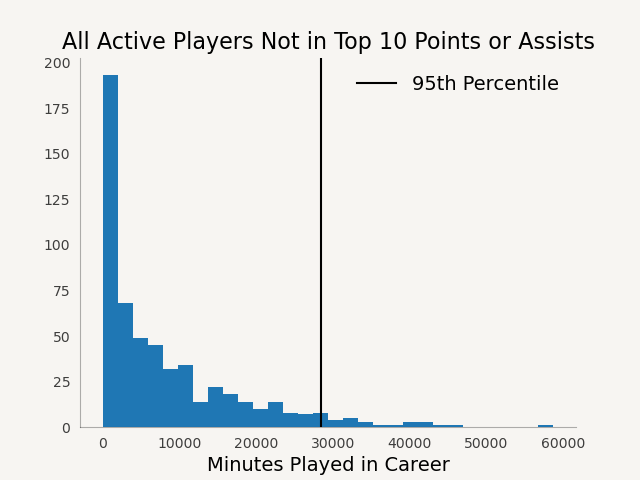 All Active Players Not in Top 10 Points or Assists
95th Percentile
200
175
150
125
100
75
50
25
0
0 10000 20000 30000 40000 50000 60000
Minutes Played in Career